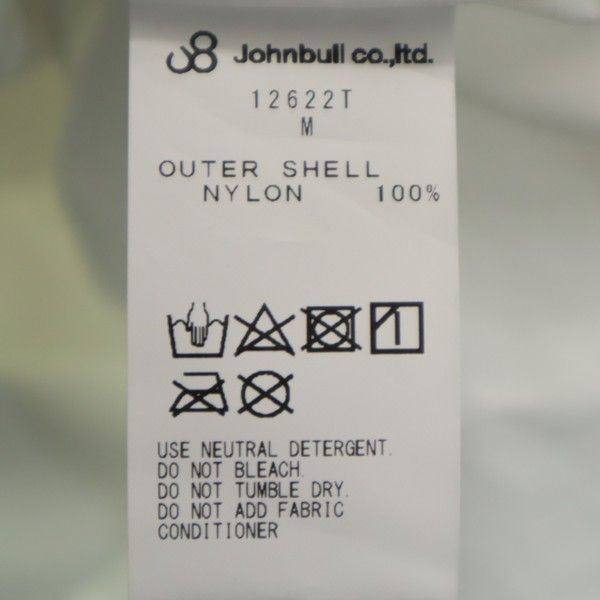 Johnbull co.,ltd.
12622T
M
OUTER SHELL
NYLON 100%
USE NEUTRAL DETERGENT.
DO NOT BLEACH.
DO NOT TUMBLE DRY.
DO NOT ADD FABRIC
CONDITIONER